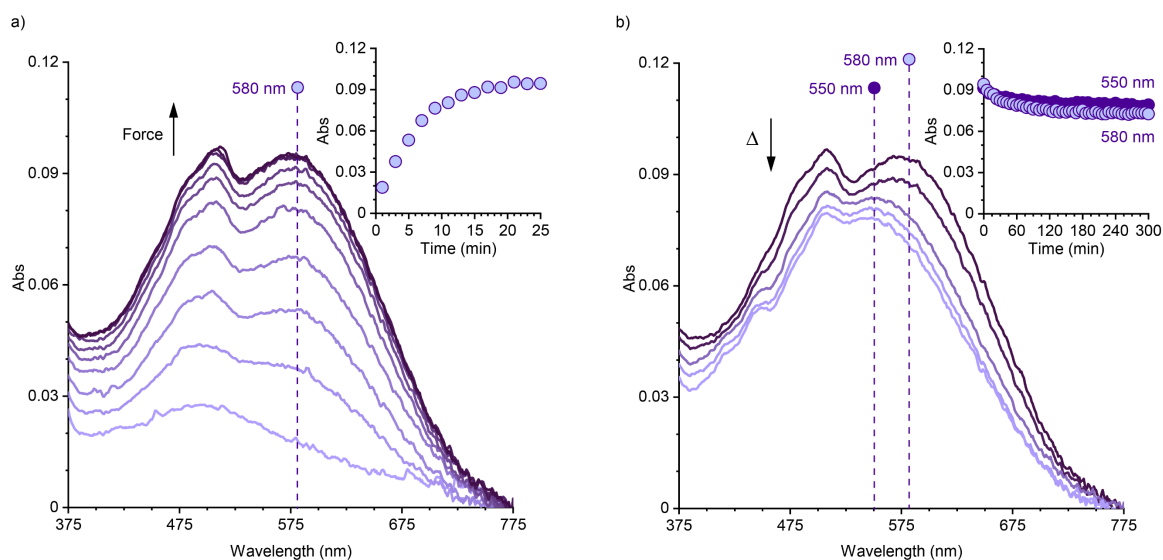 a)
0.12
0.09
0.06
0.03
0
Abs
375
475
575
675
775
Wavelength (nm)
Force
580 nm
0.12
0.09
0.06
0.03
0
Abs
0
5
10
15
20
25
Time (min)
b)
0.12
0.09
0.06
0.03
0
Abs
375
475
575
675
775
Wavelength (nm)
Δ
550 nm
580 nm
0.12
0.09
0.06
0.03
0
Abs
0
60
120
180
240
300
Time (min)
550 nm
580 nm